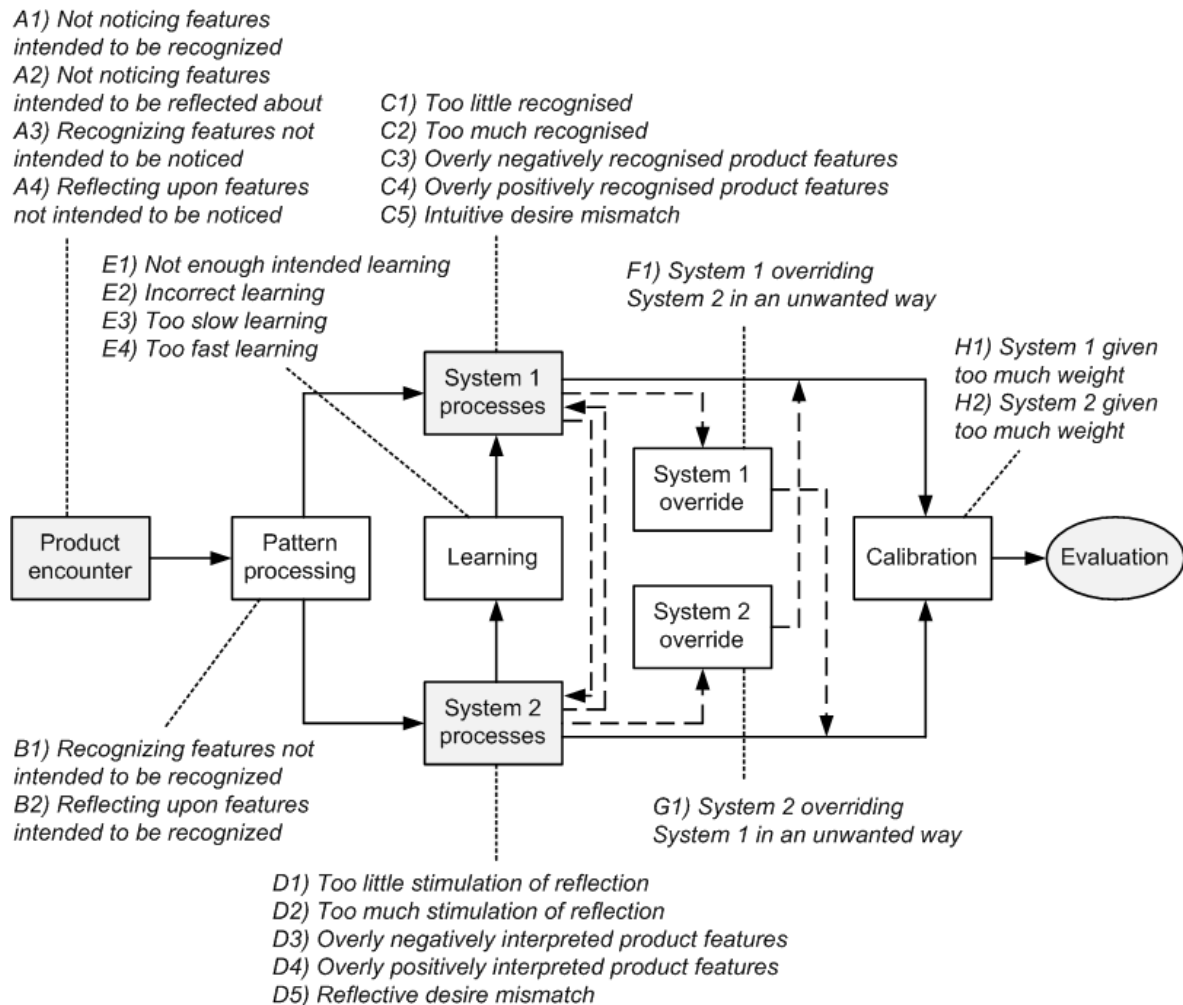 A1) Not noticing features
intended to be recognized
A2) Not noticing features
intended to be reflected about
A3) Recognizing features not
intended to be noticed
A4) Reflecting upon features
not intended to be noticed
C1) Too little recognised
C2) Too much recognised
C3) Overly negatively recognised product features
C4) Overly positively recognised product features
C5) Intuitive desire mismatch
E1) Not enough intended learning
E2) Incorrect learning
E3) Too slow learning
E4) Too fast learning
F1) System 1 overriding
System 2 in an unwanted way
H1) System 1 given
too much weight
H2) System 2 given
too much weight
System 1
processes
System 1
override
Product
encounter
Pattern
processing
Learning
Calibration
Evaluation
System 2
override
System 2
processes
B1) Recognizing features not
intended to be recognized
B2) Reflecting upon features
intended to be recognized
G1) System 2 overriding
System 1 in an unwanted way
D1) Too little stimulation of reflection
D2) Too much stimulation of reflection
D3) Overly negatively interpreted product features
D4) Overly positively interpreted product features
D5) Reflective desire mismatch